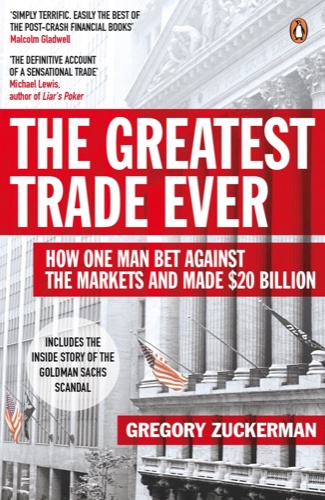 'SIMPLY TERRIFIC. EASILY THE BEST OF
THE POST-CRASH FINANCIAL BOOKS'
Malcolm Gladwell
'THE DEFINITIVE ACCOUNT
OF A SENSATIONAL TRADE'
Michael Lewis,
author of Liar's Poker
THE GREATEST
TRADE EVER
HOW ONE MAN BET AGAINST
THE MARKETS AND MADE $20 BILLION
INCLUDES THE
INSIDE STORY OF THE
GOLDMAN SACHS
SCANDAL
GREGORY ZUCKERMAN